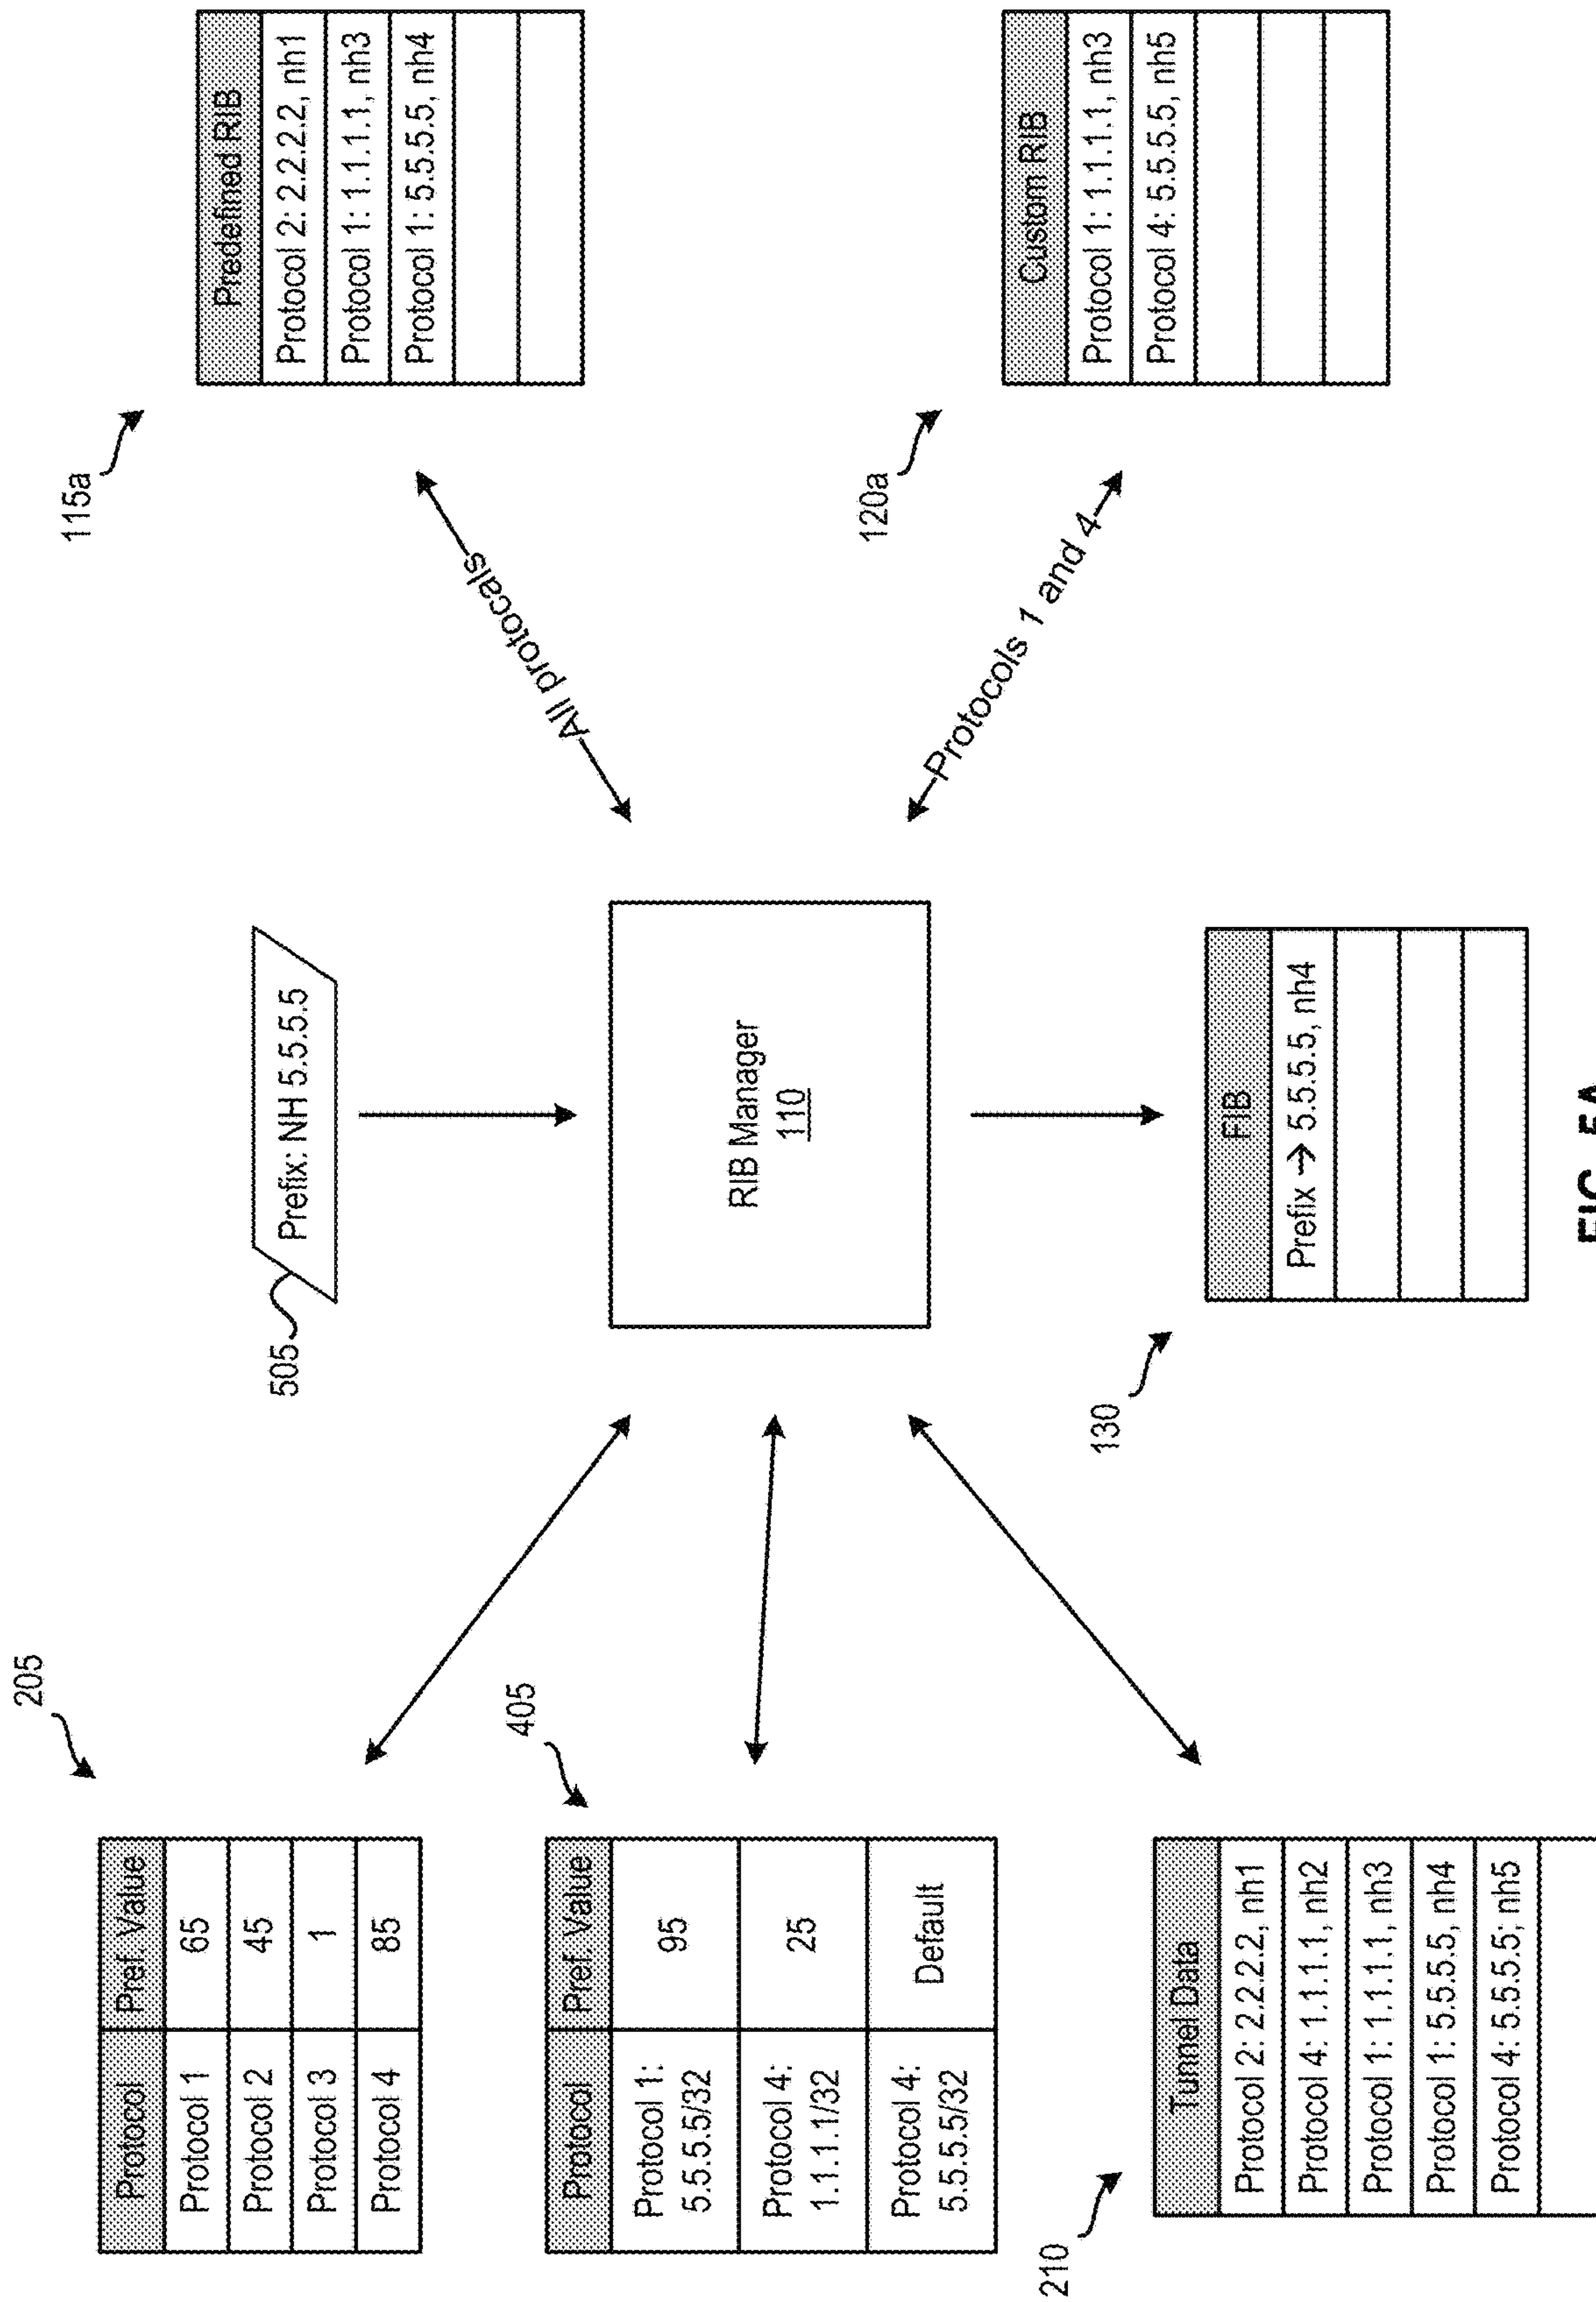 205
Protocol Pref. Value
Protocol 1 65
Protocol 2 45
Protocol 3 1
Protocol 4 85
405
Protocol Pref. Value
Protocol 1: 95
5.5.5.5/32
Protocol 4: 25
1.1.1.1/32
Protocol 4: Default
5.5.5.5/32
210
Tunnel Data
Protocol 2: 2.2.2.2, nh1
Protocol 4: 1.1.1.1, nh2
Protocol 1: 1.1.1.1, nh3
Protocol 1: 5.5.5.5, nh4
Protocol 4: 5.5.5.5; nh5
505
Prefix: NH 5.5.5.5
RIB Manager
110
130
FIB
Prefix → 5.5.5.5, nh4
All protocals
Protocols 1 and 4
115a
Predefined RIB
Protocol 2: 2.2.2.2, nh1
Protocol 1: 1.1.1.1, nh3
Protocol 1: 5.5.5.5, nh4
120a
Custom RIB
Protocol 1: 1.1.1.1, nh3
Protocol 4: 5.5.5.5, nh5
FIG. 5A